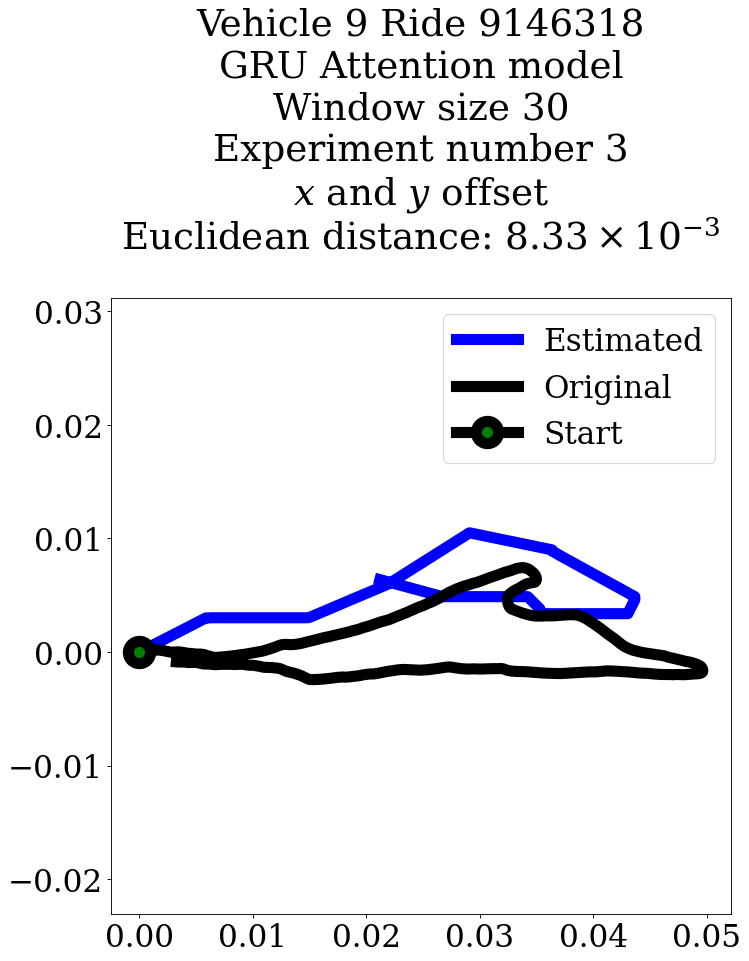 Vehicle 9 Ride 9146318
GRU Attention model
Window size 30
Experiment number 3
x and y offset
Euclidean distance: 8.33 × 10⁻³
0.03
0.02
0.01
0.00
−0.01
−0.02
Estimated
Original
Start
0.00 0.01 0.02 0.03 0.04 0.05